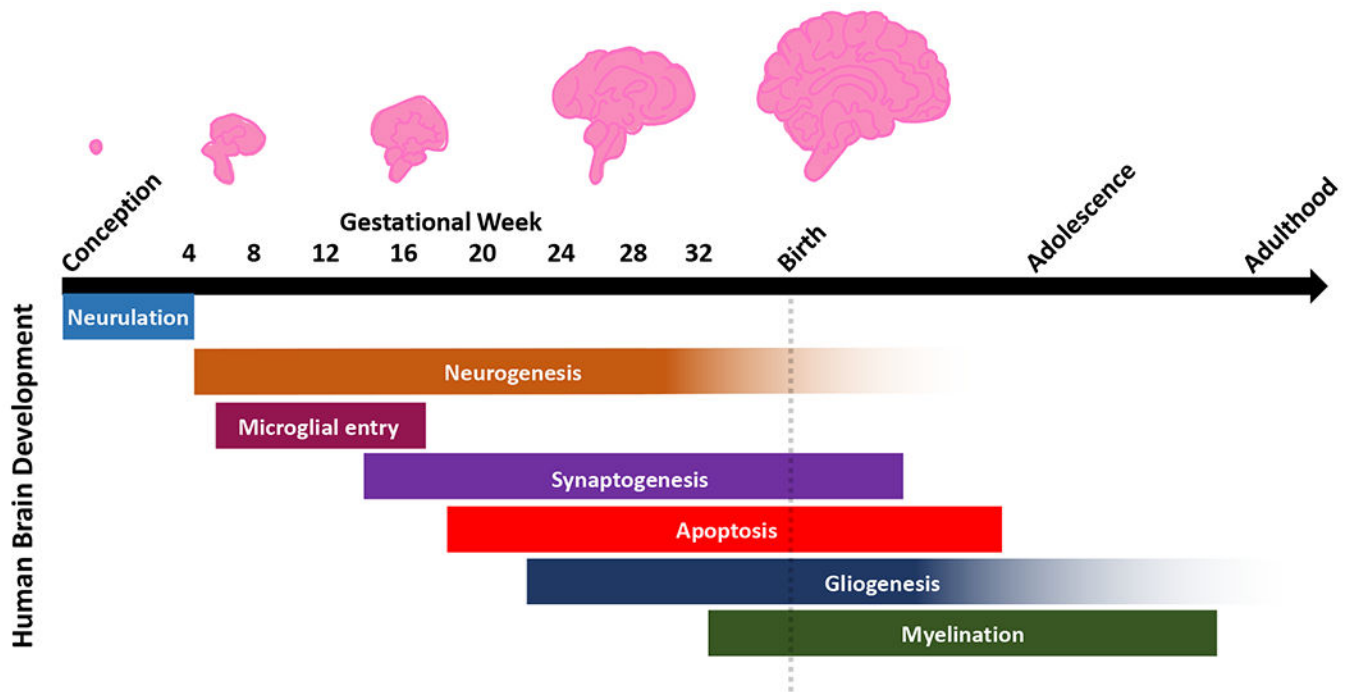 Conception
Gestational Week
4 8 12 16 20 24 28 32
Birth
Adolescence
Adulthood
Human Brain Development
Neurulation
Neurogenesis
Microglial entry
Synaptogenesis
Apoptosis
Gliogenesis
Myelination